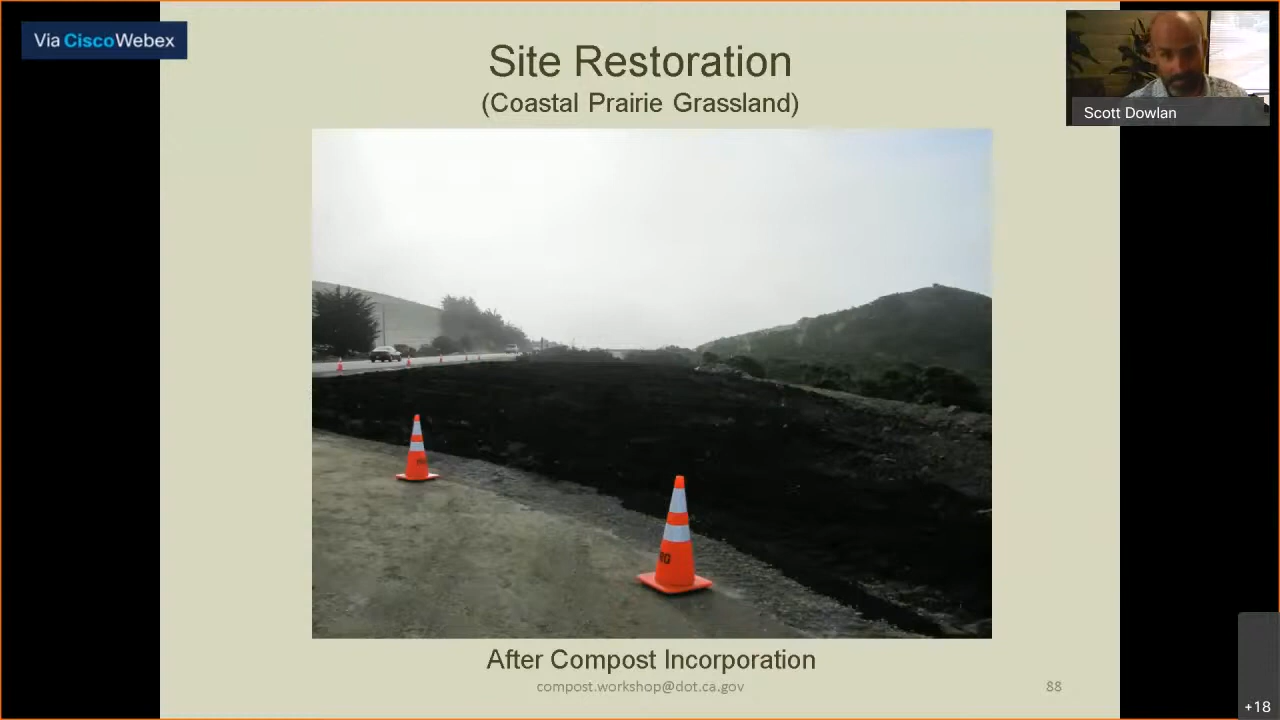 Via CiscoWebex
Site Restoration
(Coastal Prairie Grassland)
Scott Dowlan
After Compost Incorporation
compost.workshop@dot.ca.gov
88
+18